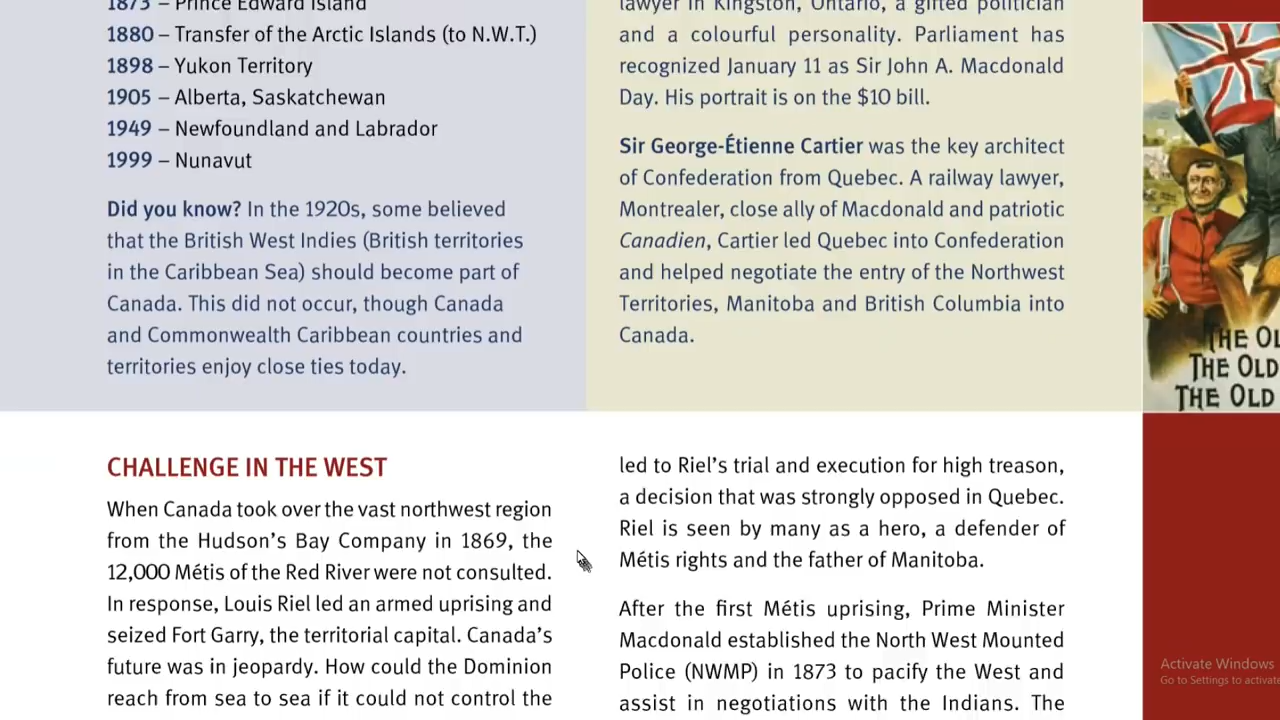 1873 – Prince Edward Island
1880 – Transfer of the Arctic Islands (to N.W.T.)
1898 – Yukon Territory
1905 – Alberta, Saskatchewan
1949 – Newfoundland and Labrador
1999 – Nunavut
Did you know? In the 1920s, some believed
that the British West Indies (British territories
in the Caribbean Sea) should become part of
Canada. This did not occur, though Canada
and Commonwealth Caribbean countries and
territories enjoy close ties today.
lawyer in Kingston, Ontario, a gifted politician
and a colourful personality. Parliament has
recognized January 11 as Sir John A. Macdonald
Day. His portrait is on the $10 bill.
Sir George-Étienne Cartier was the key architect
of Confederation from Quebec. A railway lawyer,
Montrealer, close ally of Macdonald and patriotic
Canadien, Cartier led Quebec into Confederation
and helped negotiate the entry of the Northwest
Territories, Manitoba and British Columbia into
Canada.
THE OL
THE OLD
THE OLD
CHALLENGE IN THE WEST
When Canada took over the vast northwest region
from the Hudson's Bay Company in 1869, the
12,000 Métis of the Red River were not consulted.
In response, Louis Riel led an armed uprising and
seized Fort Garry, the territorial capital. Canada's
future was in jeopardy. How could the Dominion
reach from sea to sea if it could not control the
led to Riel's trial and execution for high treason,
a decision that was strongly opposed in Quebec.
Riel is seen by many as a hero, a defender of
Métis rights and the father of Manitoba.
After the first Métis uprising, Prime Minister
Macdonald established the North West Mounted
Police (NWMP) in 1873 to pacify the West and
assist in negotiations with the Indians. The
Activate Windows
Go to Settings to activate